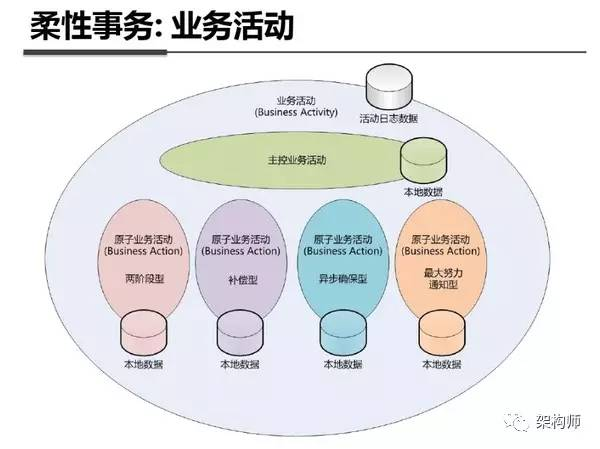 柔性事务: 业务活动
业务活动
(Business Activity)
活动日志数据
主控业务活动
本地数据
原子业务活动
(Business Action)
两阶段型
本地数据
原子业务活动
(Business Action)
补偿型
本地数据
原子业务活动
(Business Action)
异步确保型
本地数据
原子业务活动
(Business Action)
最大努力
通知型
本地数据
架构师